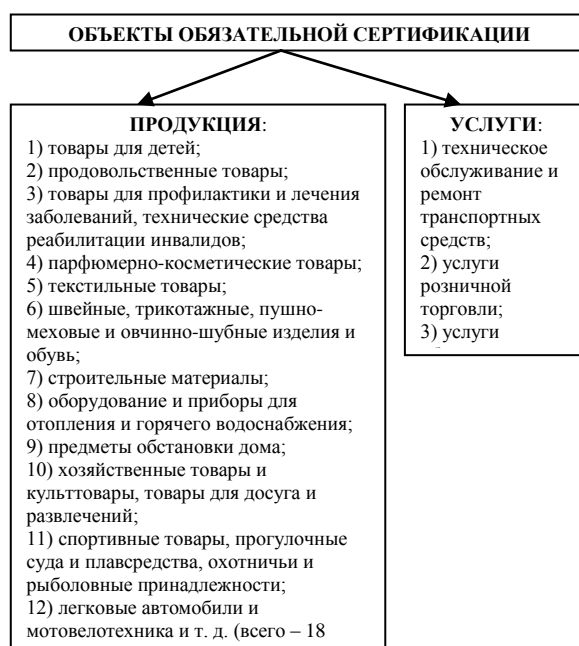 ОБЪЕКТЫ ОБЯЗАТЕЛЬНОЙ СЕРТИФИКАЦИИ
ПРОДУКЦИЯ:
1) товары для детей;
2) продовольственные товары;
3) товары для профилактики и лечения
заболеваний, технические средства
реабилитации инвалидов;
4) парфюмерно-косметические товары;
5) текстильные товары;
6) швейные, трикотажные, пушно-
меховые и овчинно-шубные изделия и
обувь;
7) строительные материалы;
8) оборудование и приборы для
отопления и горячего водоснабжения;
9) предметы обстановки дома;
10) хозяйственные товары и
культтовары, товары для досуга и
развлечений;
11) спортивные товары, прогулочные
суда и плавсредства, охотничьи и
рыболовные принадлежности;
12) легковые автомобили и
мотовелотехника и т. д. (всего – 18
УСЛУГИ:
1) техническое
обслуживание и
ремонт
транспортных
средств;
2) услуги
розничной
торговли;
3) услуги